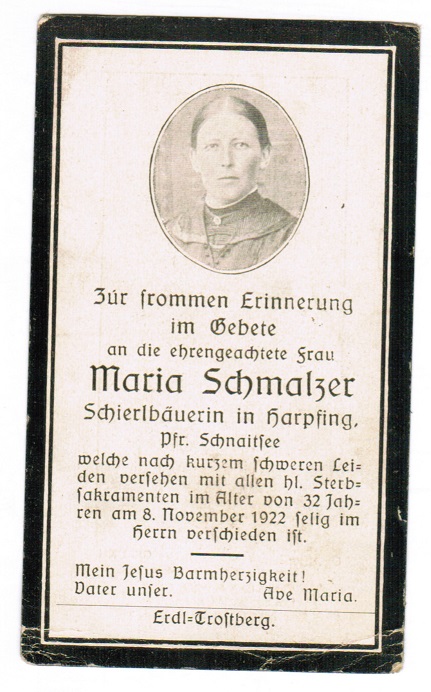 Zúr frommen Erinnerung
im Gebete
an die ehrengeachtete Frau
Maria Schmalzer
Schierlbäuerin in Harpfing,
Pfr. Schnaitsee
welche nach kurzem schweren Lei=
den versehen mit allen hl. Sterb=
sakramenten im Alter von 32 Jah=
ren am 8. November 1922 selig im
Herrn verschieden ist.
Mein Jesus Barmherzigkeit!
Vater unser. Ave Maria.
Erdl=Trostberg.